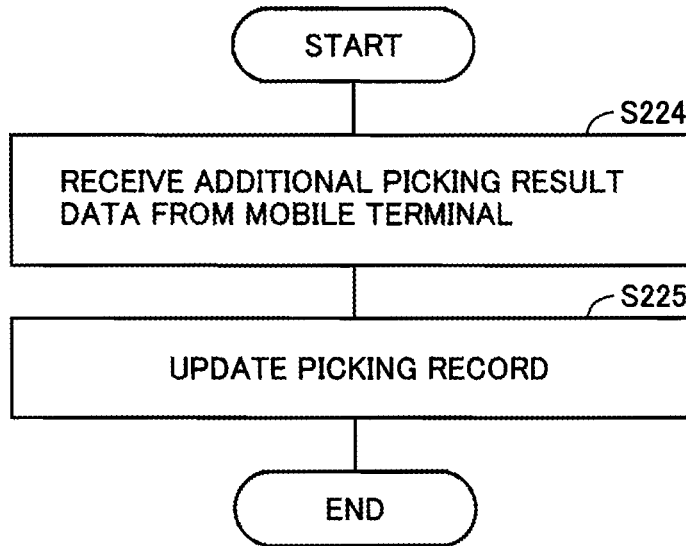 START
S224
RECEIVE ADDITIONAL PICKING RESULT
DATA FROM MOBILE TERMINAL
S225
UPDATE PICKING RECORD
END